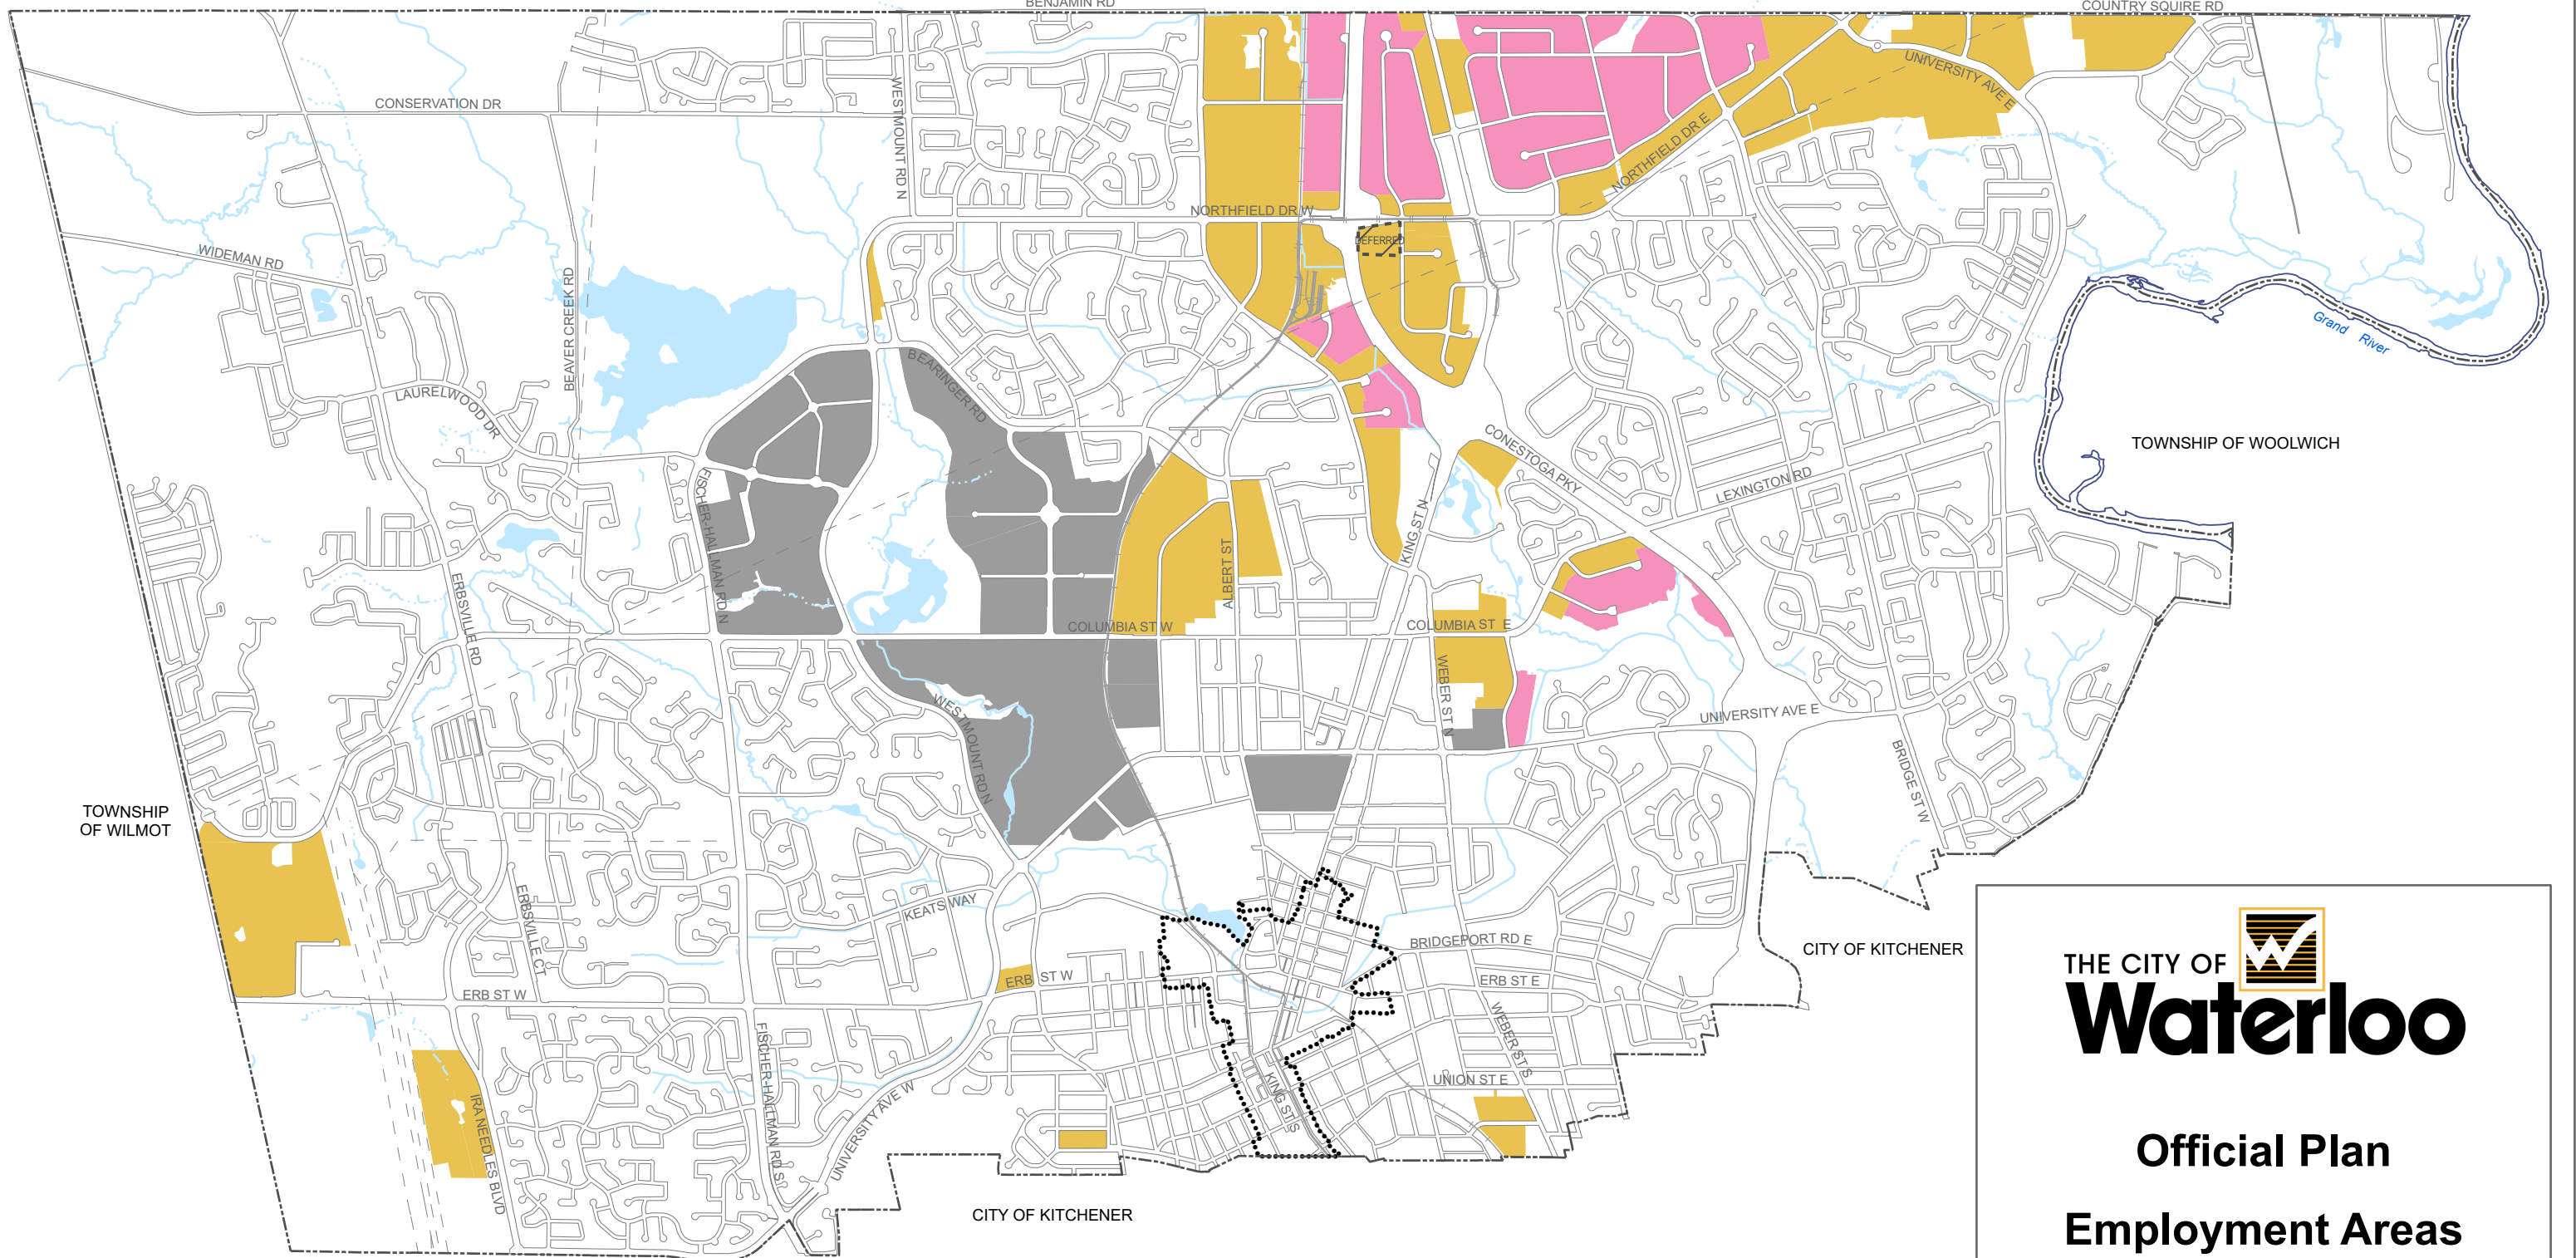 BENJAMIN RD
COUNTRY SQUIRE RD
CONSERVATION DR
WESTMOUNT RD N
UNIVERSITY AVE E
NORTHFIELD DR E
NORTHFIELD DR W
DEFERRED
WIDEMAN RD
BEAVER CREEK RD
Grand River
BEARINGER RD
LAURELWOOD DR
CONESTOGA PKY
TOWNSHIP OF WOOLWICH
LEXINGTON RD
FISCHER-HALLMAN RD N
KING ST N
ALBERT ST
ERBSVILLE RD
COLUMBIA ST W
COLUMBIA ST E
WEBER ST N
WESTMOUNT RD N
UNIVERSITY AVE E
BRIDGE ST W
TOWNSHIP
OF WILMOT
ERBSVILLE CT
KEATS WAY
BRIDGEPORT RD E
CITY OF KITCHENER
ERB ST W
ERB ST W
ERB ST E
WEBER ST S
FISCHER-HALLMAN RD S
UNION ST E
KING ST S
IRA NEEDLES BLVD
UNIVERSITY AVE W
CITY OF KITCHENER
THE CITY OF
Waterloo
Official Plan
Employment Areas